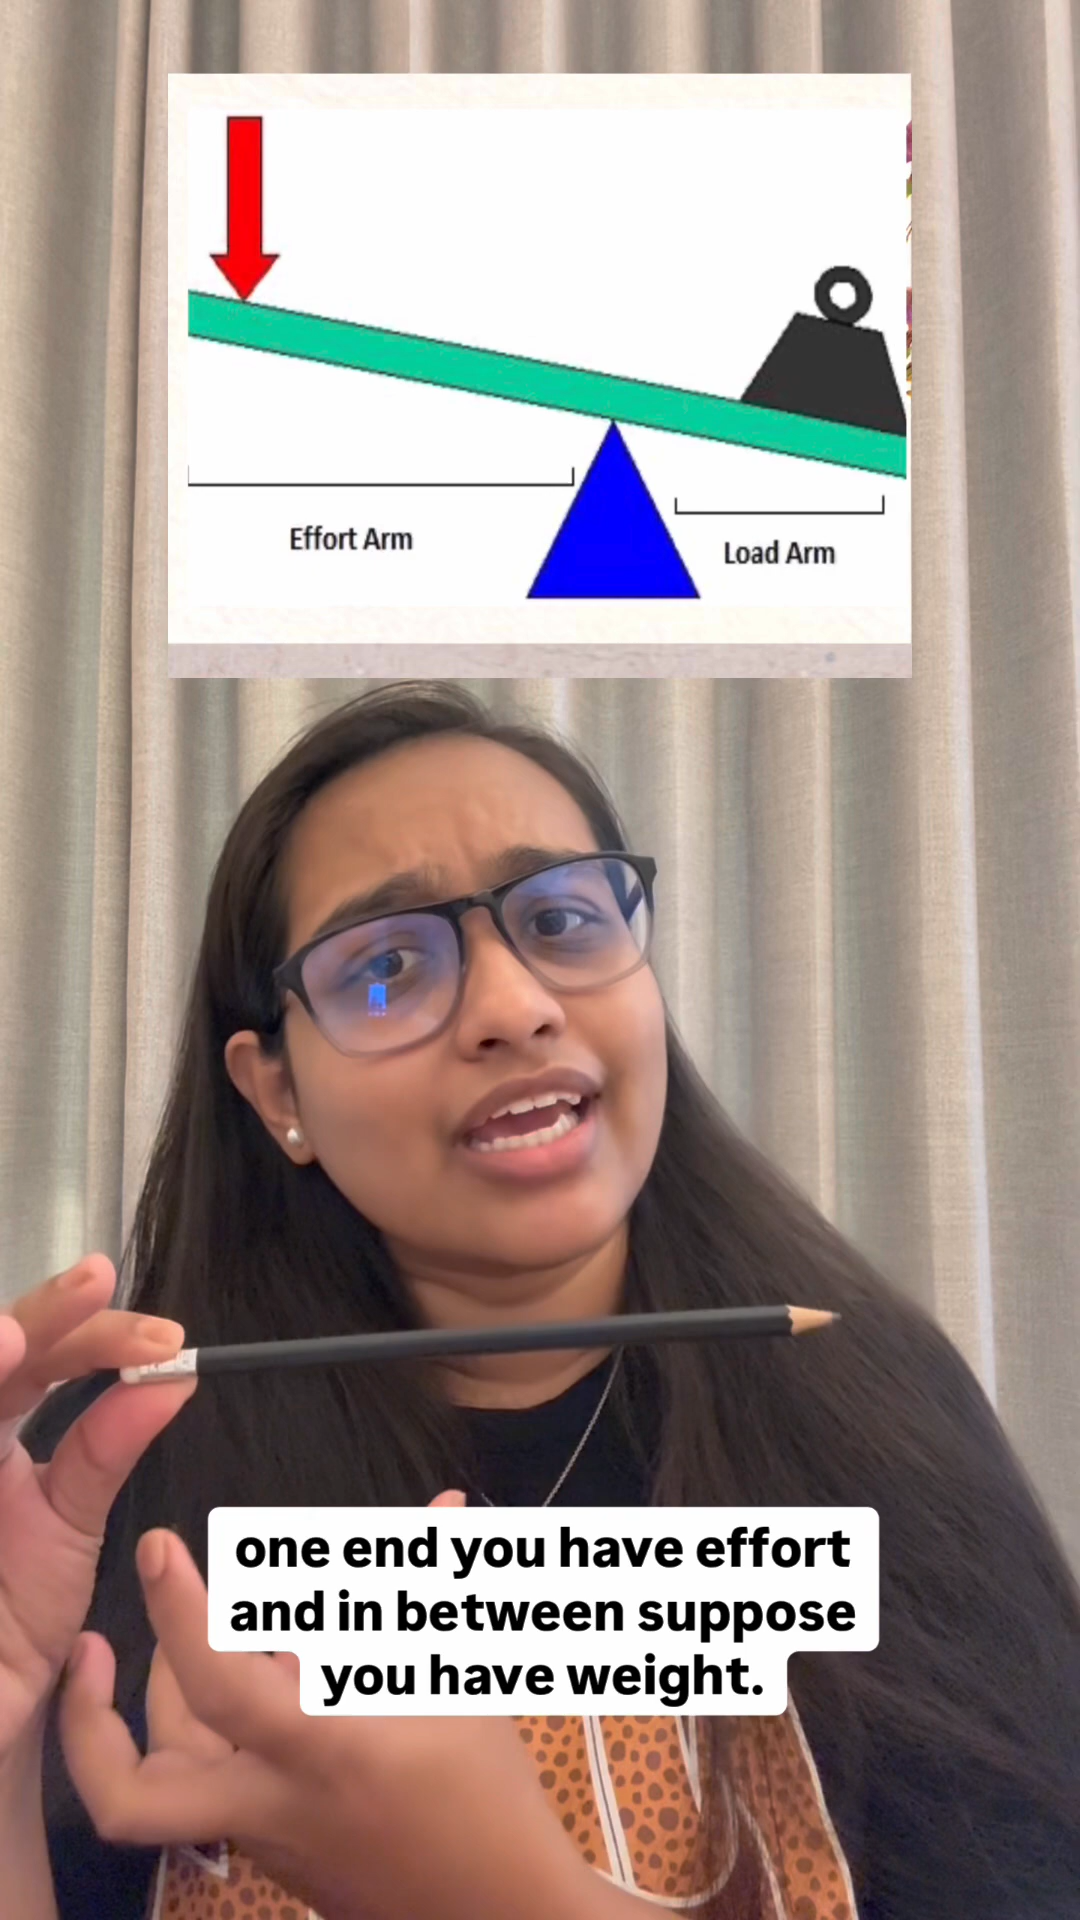 Effort Arm
Load Arm
one end you have effort
and in between suppose
you have weight.